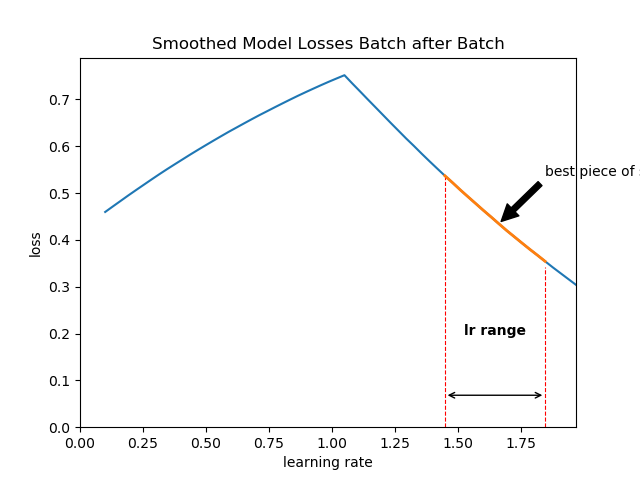 Smoothed Model Losses Batch after Batch
0.7
0.6
best piece of
0.5
0.4
loss
0.3
0.2
lr range
0.1
0.0
0.00 0.25 0.50 0.75 1.00 1.25 1.50 1.75
learning rate